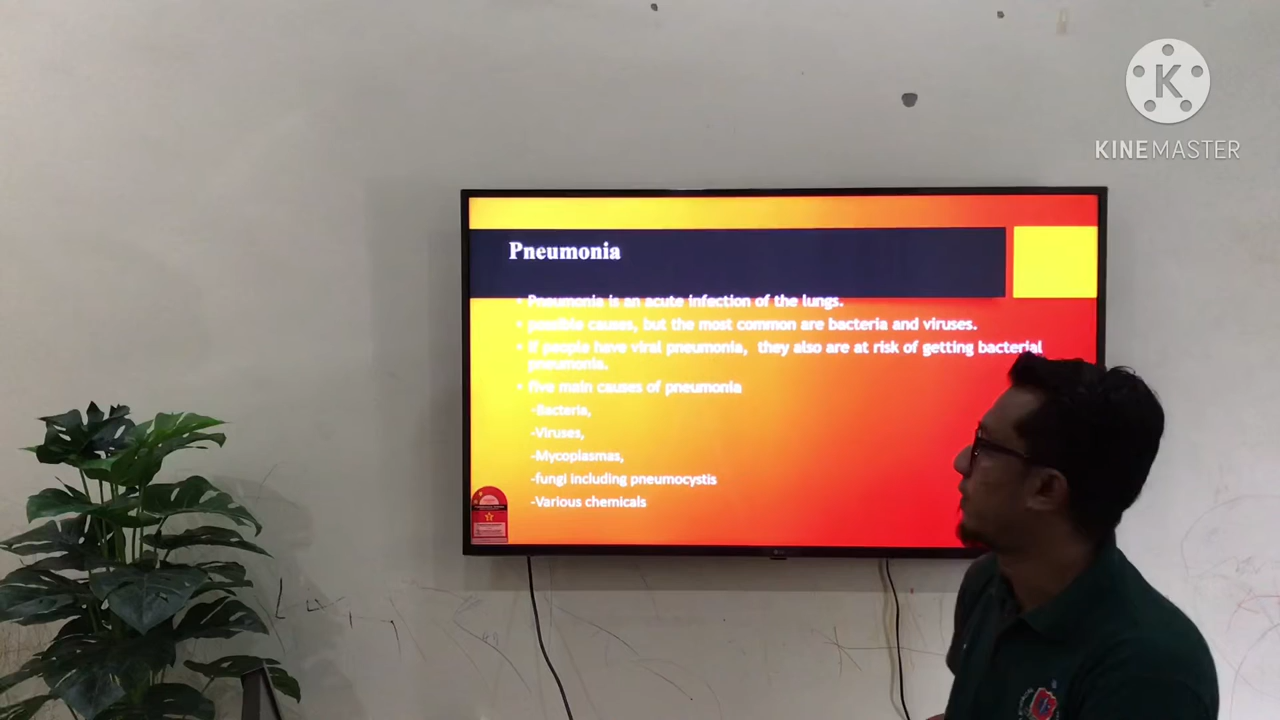 KINEMASTER
Pneumonia
• Pneumonia is an acute infection of the lungs.
• possible causes, but the most common are bacteria and viruses.
• If people have viral pneumonia, they also are at risk of getting bacterial
pneumonia.
• five main causes of pneumonia
-Bacteria,
-Viruses,
-Mycoplasmas,
-fungi including pneumocystis
-Various chemicals